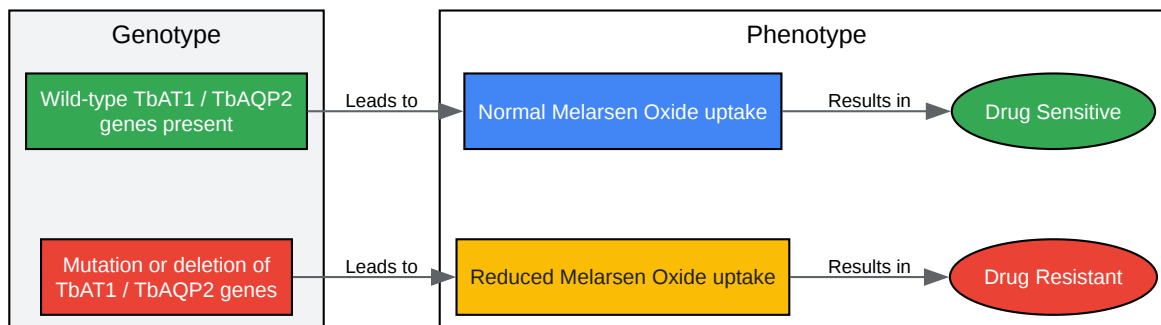 Genotype
Phenotype
Wild-type TbAT1 / TbAQP2
genes present
Leads to
Normal Melarsen Oxide uptake
Results in
Drug Sensitive
Mutation or deletion of
TbAT1 / TbAQP2 genes
Leads to
Reduced Melarsen Oxide uptake
Results in
Drug Resistant